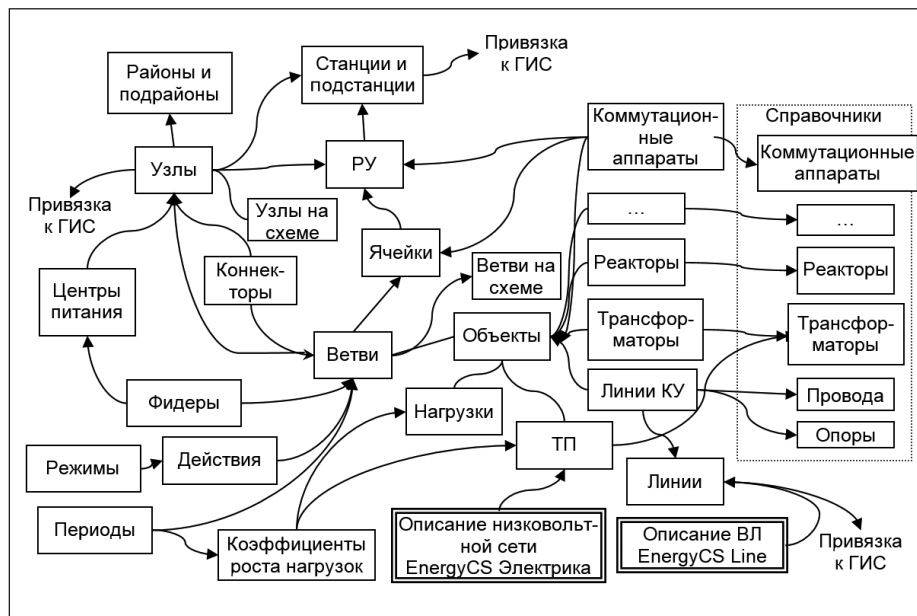 Районы и
подрайоны
Станции и
подстанции
Привязка
к ГИС
Коммутацион-
ные
аппараты
Справочники
Коммутационные
аппараты
Узлы
РУ
Привязка
к ГИС
Узлы на
схеме
…
…
Ячейки
Коннек-
торы
Ветви на
схеме
Реакторы
Реакторы
Центры
питания
Объекты
Трансфор-
маторы
Трансфор-
маторы
Ветви
Линии КУ
Провода
Фидеры
Нагрузки
Опоры
Режимы
Действия
ТП
Линии
Периоды
Коэффициенты
роста нагрузок
Описание низковольт-
тной сети
EnergyCS Электрика
Описание ВЛ
EnergyCS Line
Привязка
к ГИС